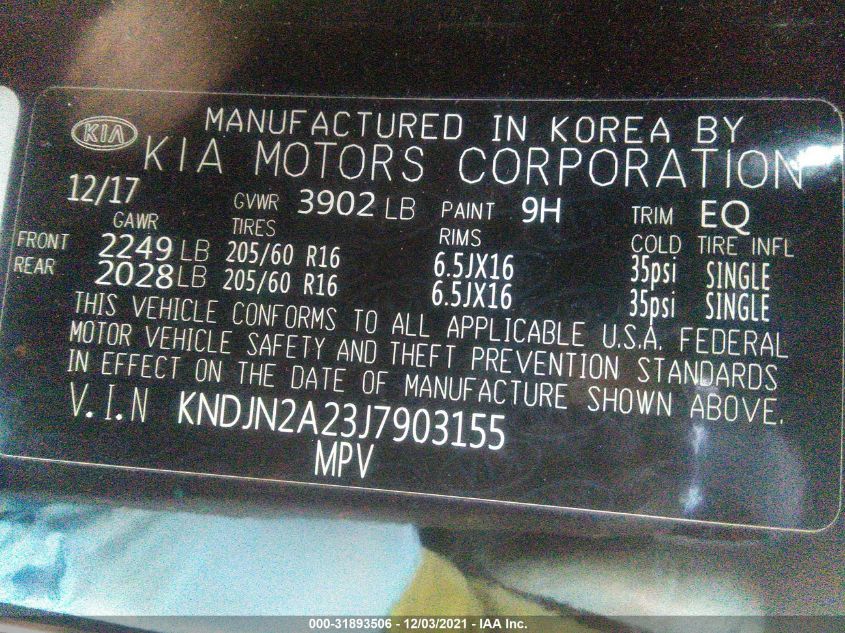 KIA
MANUFACTURED IN KOREA BY
KIA MOTORS CORPORATION
12/17 GVWR 3902 LB PAINT 9H TRIM EQ
GAWR TIRES RIMS COLD TIRE INFL
FRONT 2249 LB 205/60 R16 6.5JX16 35psi SINGLE
REAR 2028 LB 205/60 R16 6.5JX16 35psi SINGLE
THIS VEHICLE CONFORMS TO ALL APPLICABLE U.S.A. FEDERAL
MOTOR VEHICLE SAFETY AND THEFT PREVENTION STANDARDS
IN EFFECT ON THE DATE OF MANUFACTURE SHOWN ABOVE.
V.I.N KNDJN2A23J7903155
MPV
000-31893506 - 12/03/2021 - IAA Inc.